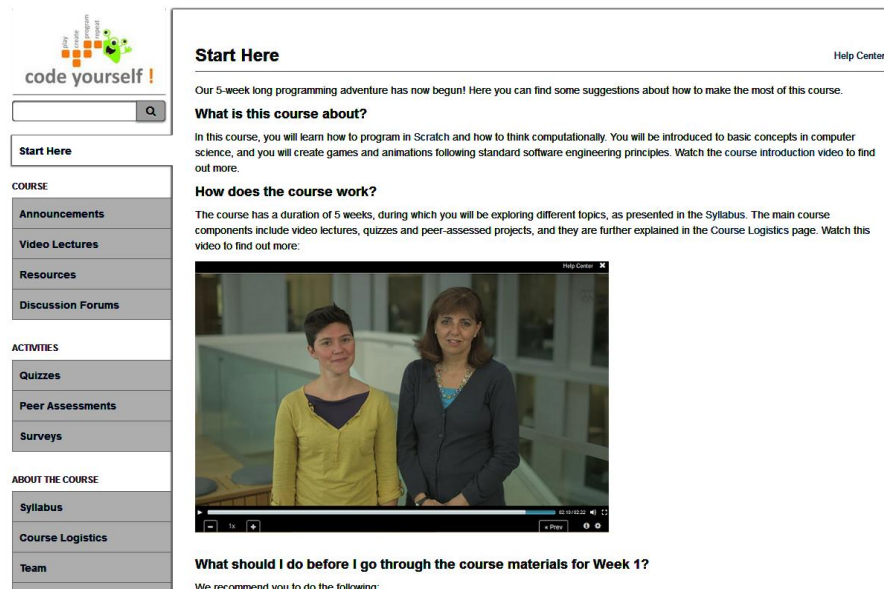 play
create
program
repeat
code yourself !
Start Here
COURSE
Announcements
Video Lectures
Resources
Discussion Forums
ACTIVITIES
Quizzes
Peer Assessments
Surveys
ABOUT THE COURSE
Syllabus
Course Logistics
Team
Start Here
Help Center
Our 5-week long programming adventure has now begun! Here you can find some suggestions about how to make the most of this course.
What is this course about?
In this course, you will learn how to program in Scratch and how to think computationally. You will be introduced to basic concepts in computer
science, and you will create games and animations following standard software engineering principles. Watch the course introduction video to find
out more.
How does the course work?
The course has a duration of 5 weeks, during which you will be exploring different topics, as presented in the Syllabus. The main course
components include video lectures, quizzes and peer-assessed projects, and they are further explained in the Course Logistics page. Watch this
video to find out more:
Help Center
02:10/02:22
1x
« Prev
What should I do before I go through the course materials for Week 1?
We recommend you to do the following: